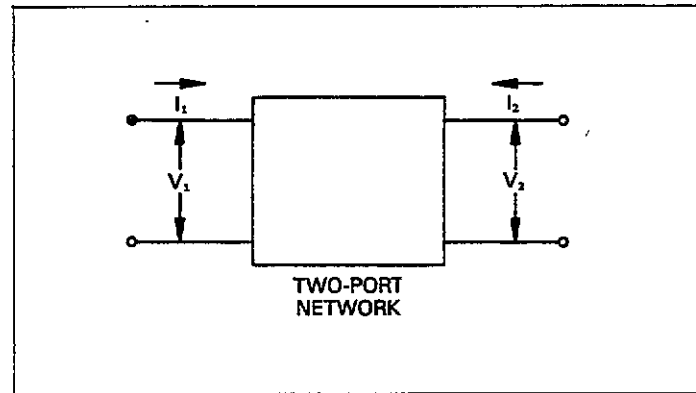 I₁ I₂
V₁ V₂
TWO-PORT
NETWORK